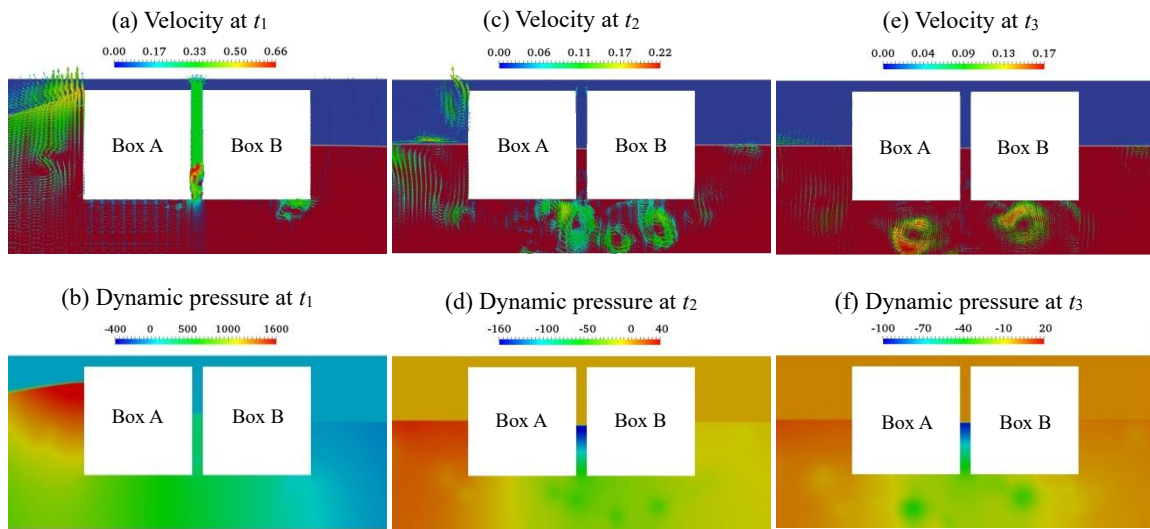 (a) Velocity at t1
(c) Velocity at t2
(e) Velocity at t3
0.00 0.17 0.33 0.50 0.66
0.00 0.06 0.11 0.17 0.22
0.00 0.04 0.09 0.13 0.17
Box A Box B
Box A Box B
Box A Box B
(b) Dynamic pressure at t1
(d) Dynamic pressure at t2
(f) Dynamic pressure at t3
-400 0 500 1000 1600
-160 -100 -50 0 40
-100 -70 -40 -10 20
Box A Box B
Box A Box B
Box A Box B